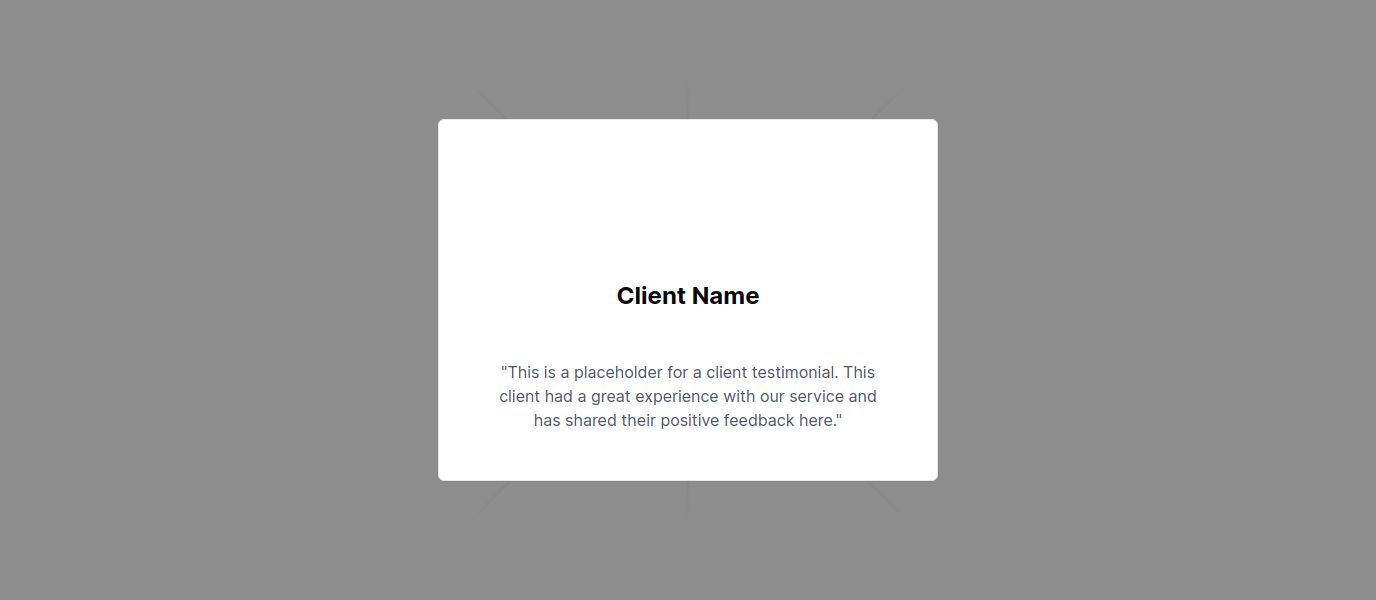 Client Name
"This is a placeholder for a client testimonial. This
client had a great experience with our service and
has shared their positive feedback here."